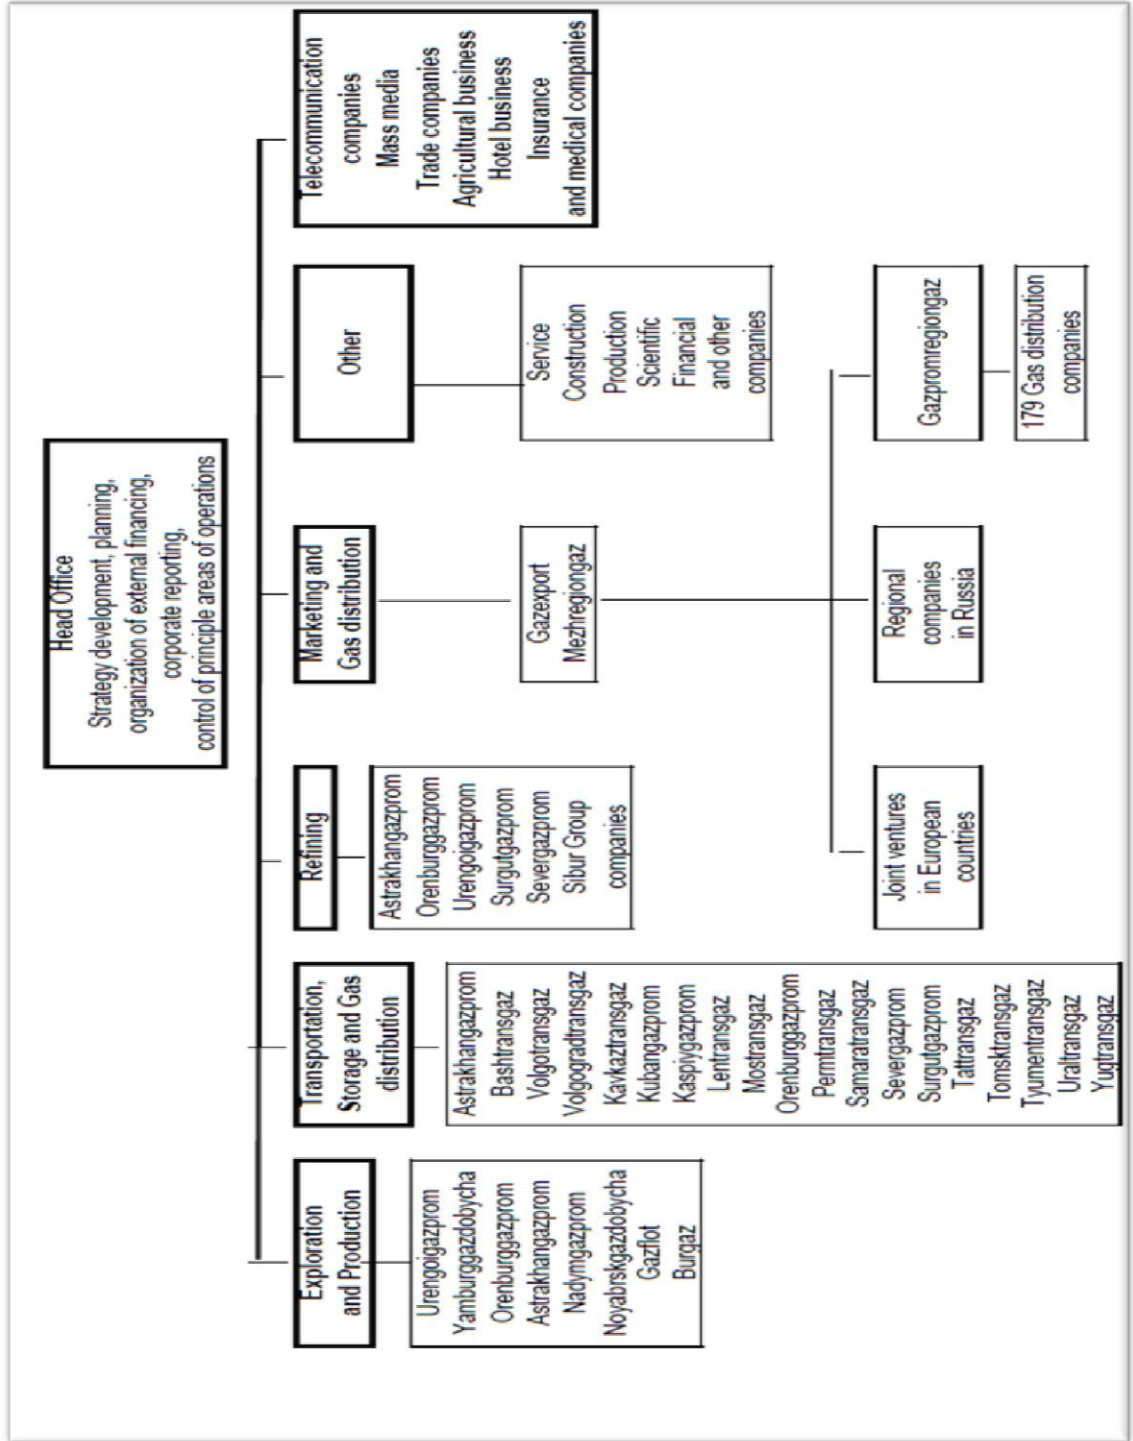 Head Office
Strategy development, planning,
organization of external financing,
corporate reporting,
control of principle areas of operations
Exploration
and Production
Urengoigazprom
Yamburggazdobycha
Orenburggazprom
Astrakhangazprom
Nadymgazprom
Noyabrskgazdobycha
Gazflot
Burgaz
Transportation,
Storage and Gas
distribution
Astrakhangazprom
Bashtransgaz
Volgotransgaz
Volgogradtransgaz
Kavkaztransgaz
Kubangazprom
Kaspiygazprom
Lentransgaz
Mostransgaz
Orenburggazprom
Permtransgaz
Samaratransgaz
Severgazprom
Surgutgazprom
Tattransgaz
Tomsktransgaz
Tyumentransgaz
Uraltransgaz
Yugtransgaz
Refining
Astrakhangazprom
Orenburggazprom
Urengoigazprom
Surgutgazprom
Severgazprom
Sibur Group
companies
Marketing and
Gas distribution
Gazexport
Mezhregiongaz
Joint ventures
in European
countries
Regional
companies
in Russia
Gazpromregiongaz
179 Gas distribution
companies
Other
Service
Construction
Production
Scientific
Financial
and other
companies
Telecommunication
companies
Mass media
Trade companies
Agricultural business
Hotel business
Insurance
and medical companies